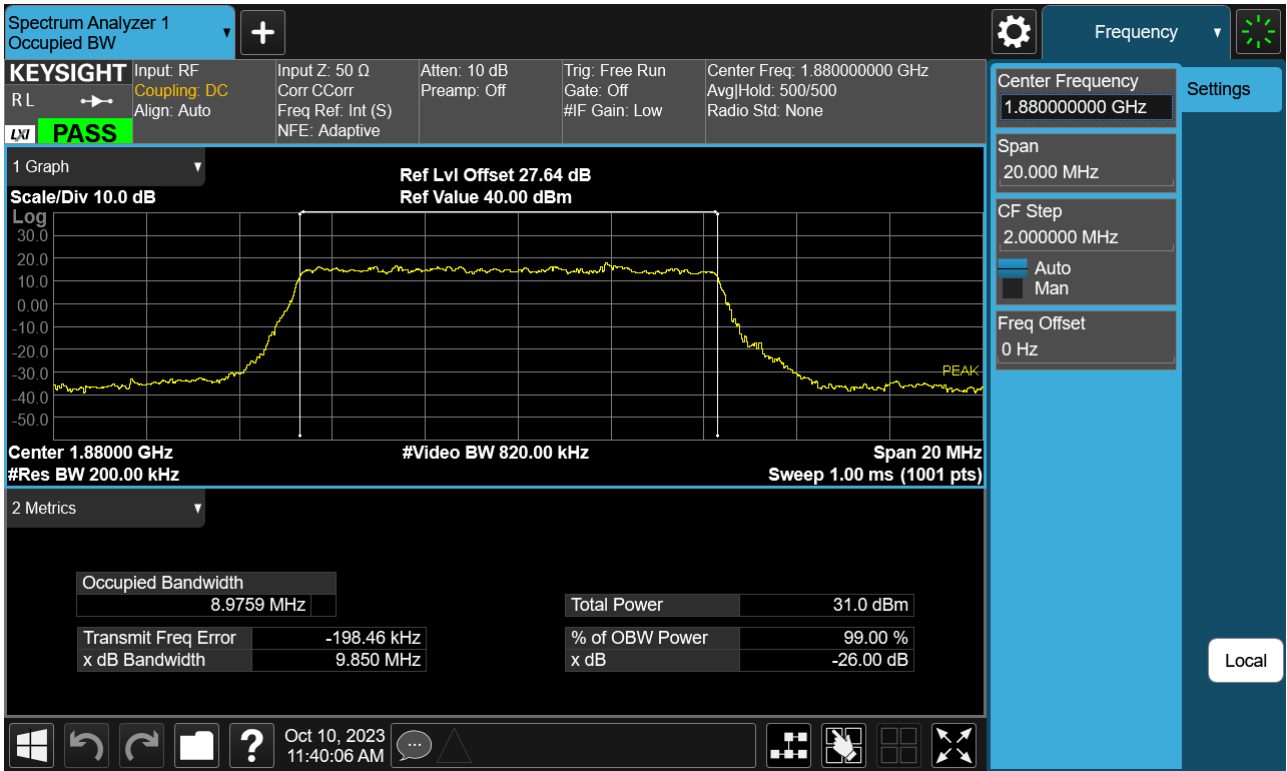 Spectrum Analyzer 1
Occupied BW
▼
+
Frequency
▼
KEYSIGHT
R L
LXI
PASS
Input: RF
Coupling: DC
Align: Auto
Input Z: 50 Ω
Corr CCorr
Freq Ref: Int (S)
NFE: Adaptive
Atten: 10 dB
Preamp: Off
Trig: Free Run
Gate: Off
#IF Gain: Low
Center Freq: 1.880000000 GHz
Avg|Hold: 500/500
Radio Std: None
Center Frequency
1.880000000 GHz
Settings
Span
20.000 MHz
CF Step
2.000000 MHz
Auto
Man
Freq Offset
0 Hz
Local
1 Graph ▼
Scale/Div 10.0 dB
Ref Lvl Offset 27.64 dB
Ref Value 40.00 dBm
Log
30.0
20.0
10.0
0.00
-10.0
-20.0
-30.0
-40.0
-50.0
PEAK
Center 1.88000 GHz
#Video BW 820.00 kHz
Span 20 MHz
#Res BW 200.00 kHz
Sweep 1.00 ms (1001 pts)
2 Metrics ▼
Occupied Bandwidth
8.9759 MHz
Total Power 31.0 dBm
Transmit Freq Error -198.46 kHz
% of OBW Power 99.00 %
x dB Bandwidth 9.850 MHz
x dB -26.00 dB
?
Oct 10, 2023
11:40:06 AM